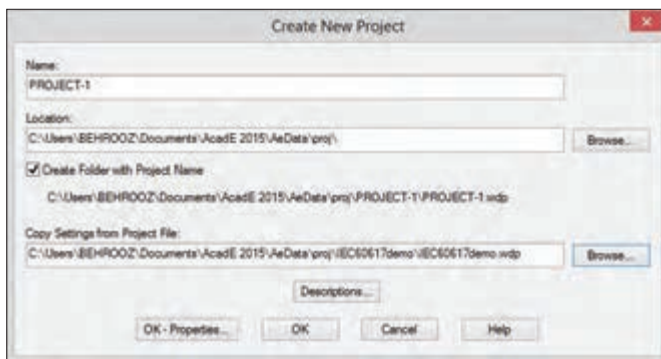 Create New Project
Name:
PROJECT-1
Location:
C:\Users\BEHROOZ\Documents\AcadE 2015\AeData\proj\
Browse...
Create Folder with Project Name
C:\Users\BEHROOZ\Documents\AcadE 2015\AeData\proj\PROJECT-1\PROJECT-1.wdp
Copy Settings from Project File:
C:\Users\BEHROOZ\Documents\AcadE 2015\AeData\proj\IEC60617demo\IEC60617demo.wdp
Browse...
Descriptions...
OK - Properties...
OK
Cancel
Help